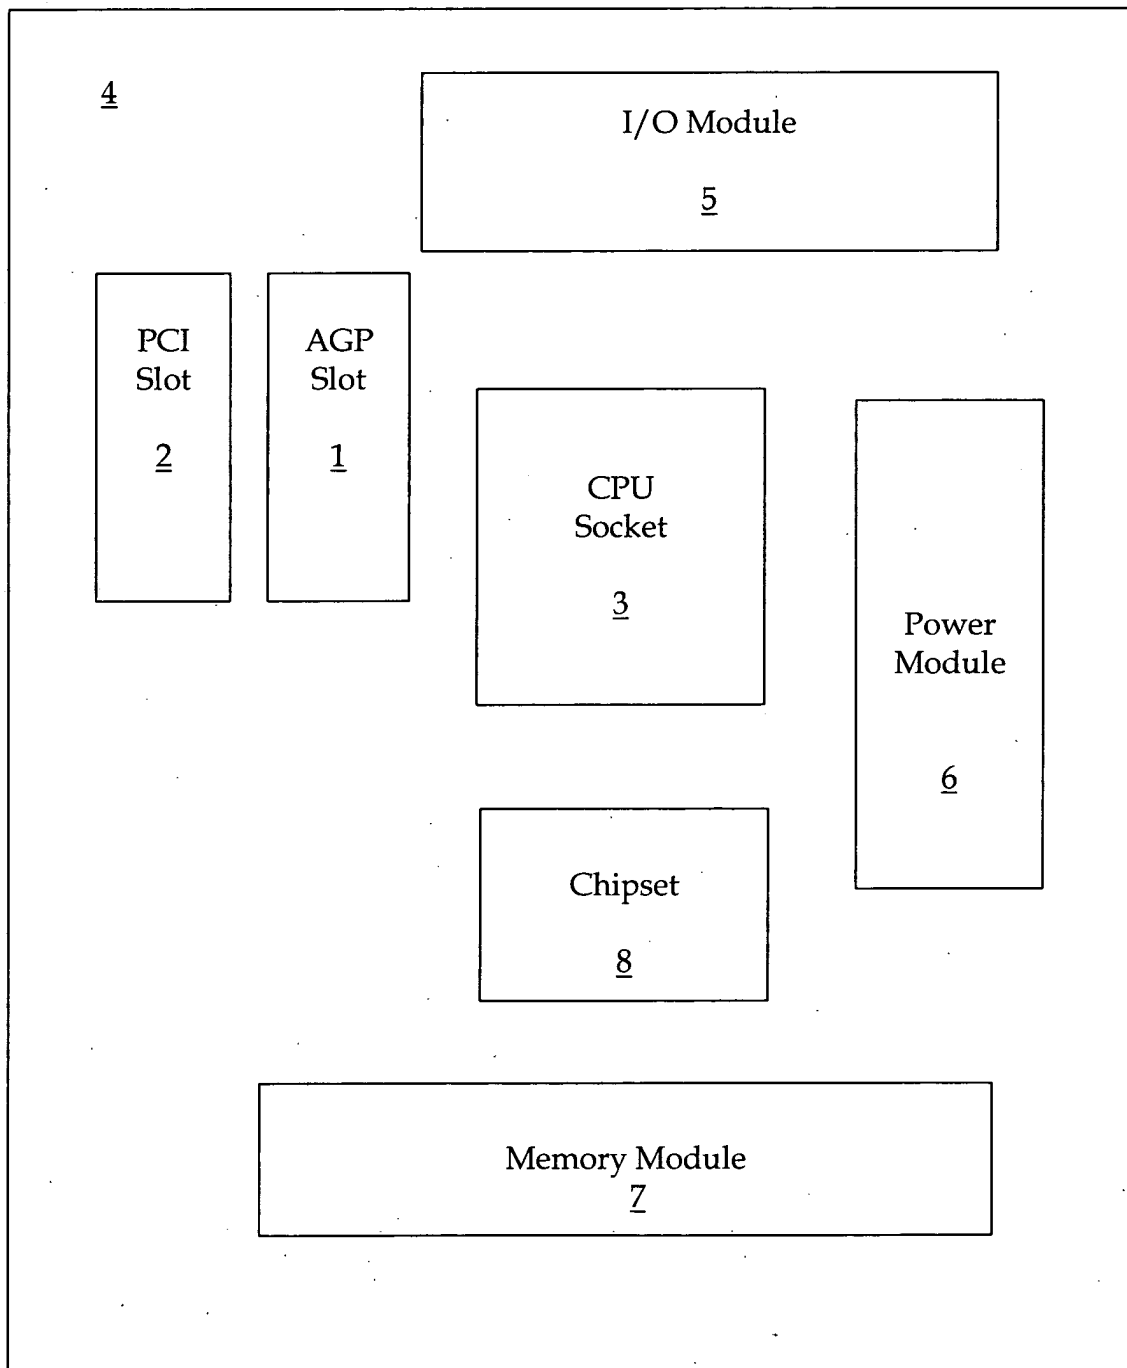 4
I/O Module
5
PCI
Slot
2
AGP
Slot
1
CPU
Socket
3
Power
Module
6
Chipset
8
Memory Module
7